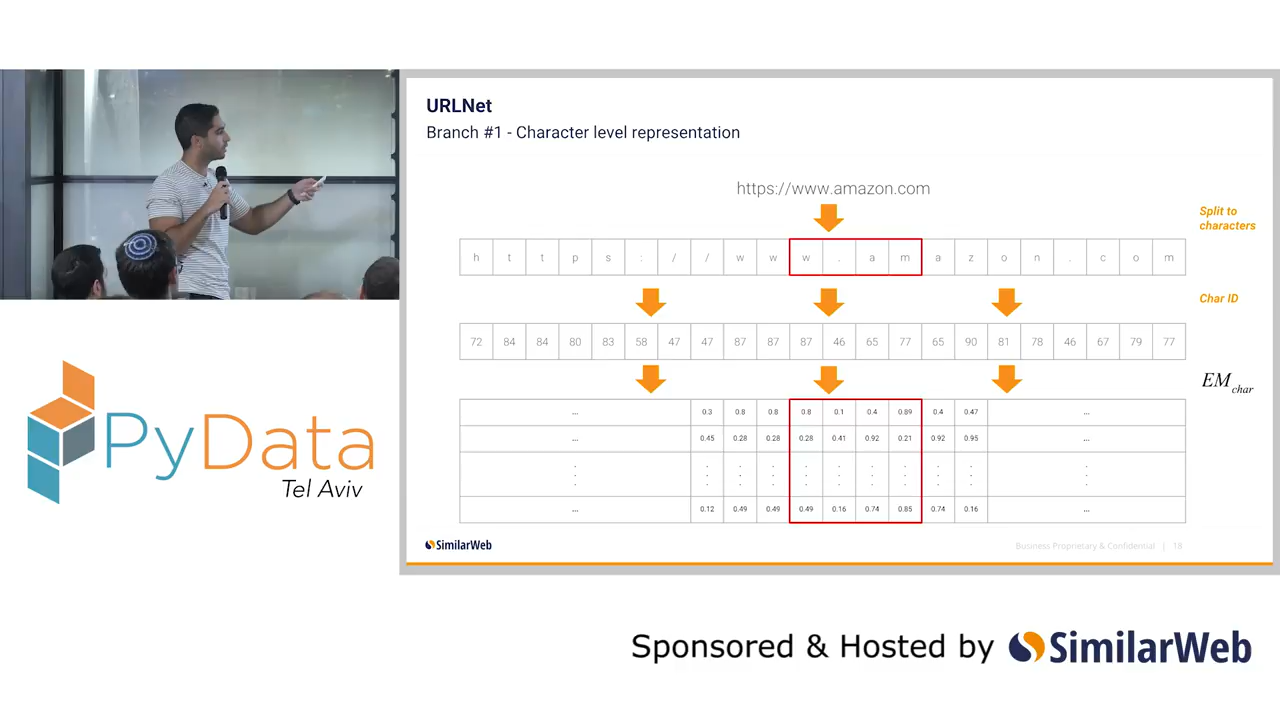 URLNet
Branch #1 - Character level representation
https://www.amazon.com
Split to
characters
h t t p s : / / w w w . a m a z o n . c o m
Char ID
72 84 84 80 83 58 47 47 87 87 87 46 65 77 65 90 81 78 46 67 79 77
EMchar
... 0.3 0.8 0.8 0.8 0.1 0.4 0.89 0.4 0.47 ...
... 0.45 0.28 0.28 0.28 0.41 0.92 0.21 0.92 0.95 ...
... 0.12 0.49 0.49 0.49 0.16 0.74 0.85 0.74 0.16 ...
SimilarWeb
Business Proprietary & Confidential | 18
PyData
Tel Aviv
Sponsored & Hosted by SimilarWeb